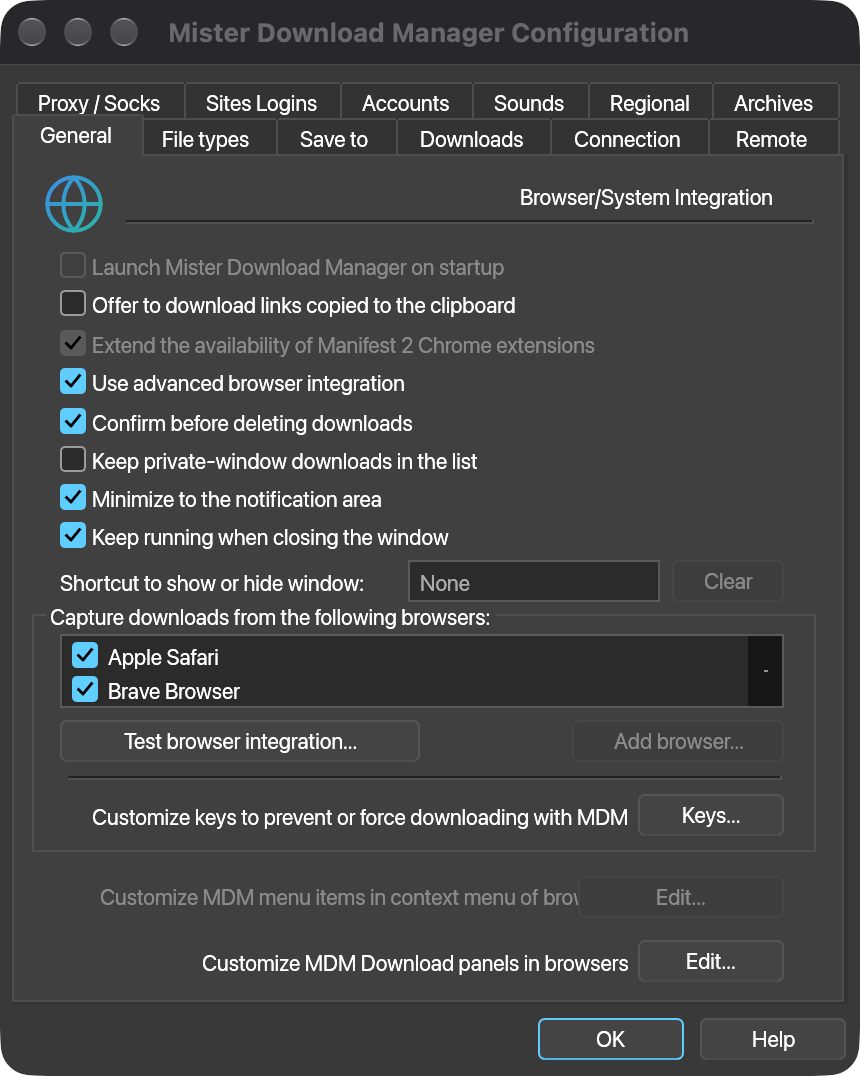 Mister Download Manager Configuration
Proxy / Socks
Sites Logins
Accounts
Sounds
Regional
Archives
General
File types
Save to
Downloads
Connection
Remote
Browser/System Integration
Launch Mister Download Manager on startup
Offer to download links copied to the clipboard
Extend the availability of Manifest 2 Chrome extensions
Use advanced browser integration
Confirm before deleting downloads
Keep private-window downloads in the list
Minimize to the notification area
Keep running when closing the window
Shortcut to show or hide window:
None
Clear
Capture downloads from the following browsers:
Apple Safari
Brave Browser
Test browser integration...
Add browser...
Customize keys to prevent or force downloading with MDM
Keys...
Customize MDM menu items in context menu of
Edit...
Customize MDM Download panels in browsers
Edit...
OK
Help